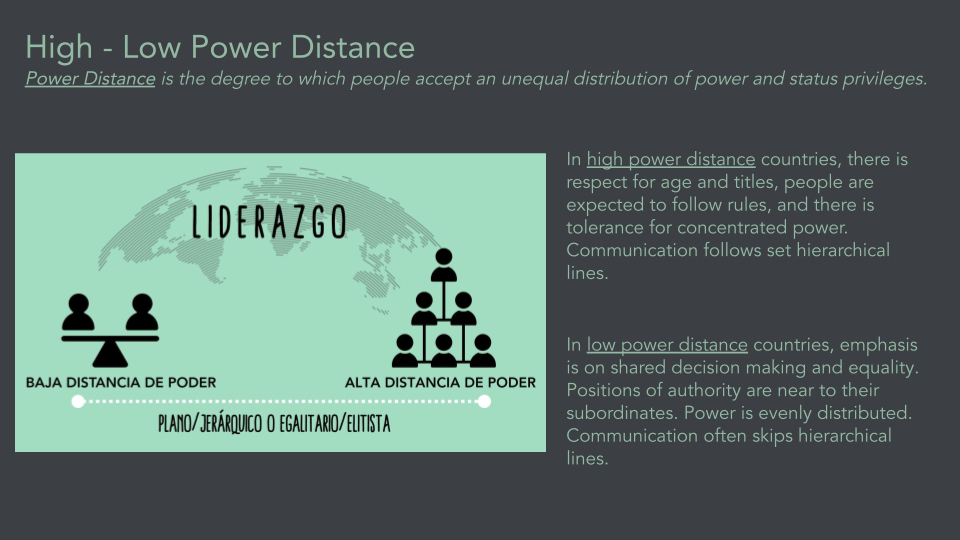 High - Low Power Distance
Power Distance is the degree to which people accept an unequal distribution of power and status privileges.
LIDERAZGO
BAJA DISTANCIA DE PODER
ALTA DISTANCIA DE PODER
PLANO/JERÁRQUICO O EGALITARIO/ELITISTA
In high power distance countries, there is
respect for age and titles, people are
expected to follow rules, and there is
tolerance for concentrated power.
Communication follows set hierarchical
lines.
In low power distance countries, emphasis
is on shared decision making and equality.
Positions of authority are near to their
subordinates. Power is evenly distributed.
Communication often skips hierarchical
lines.